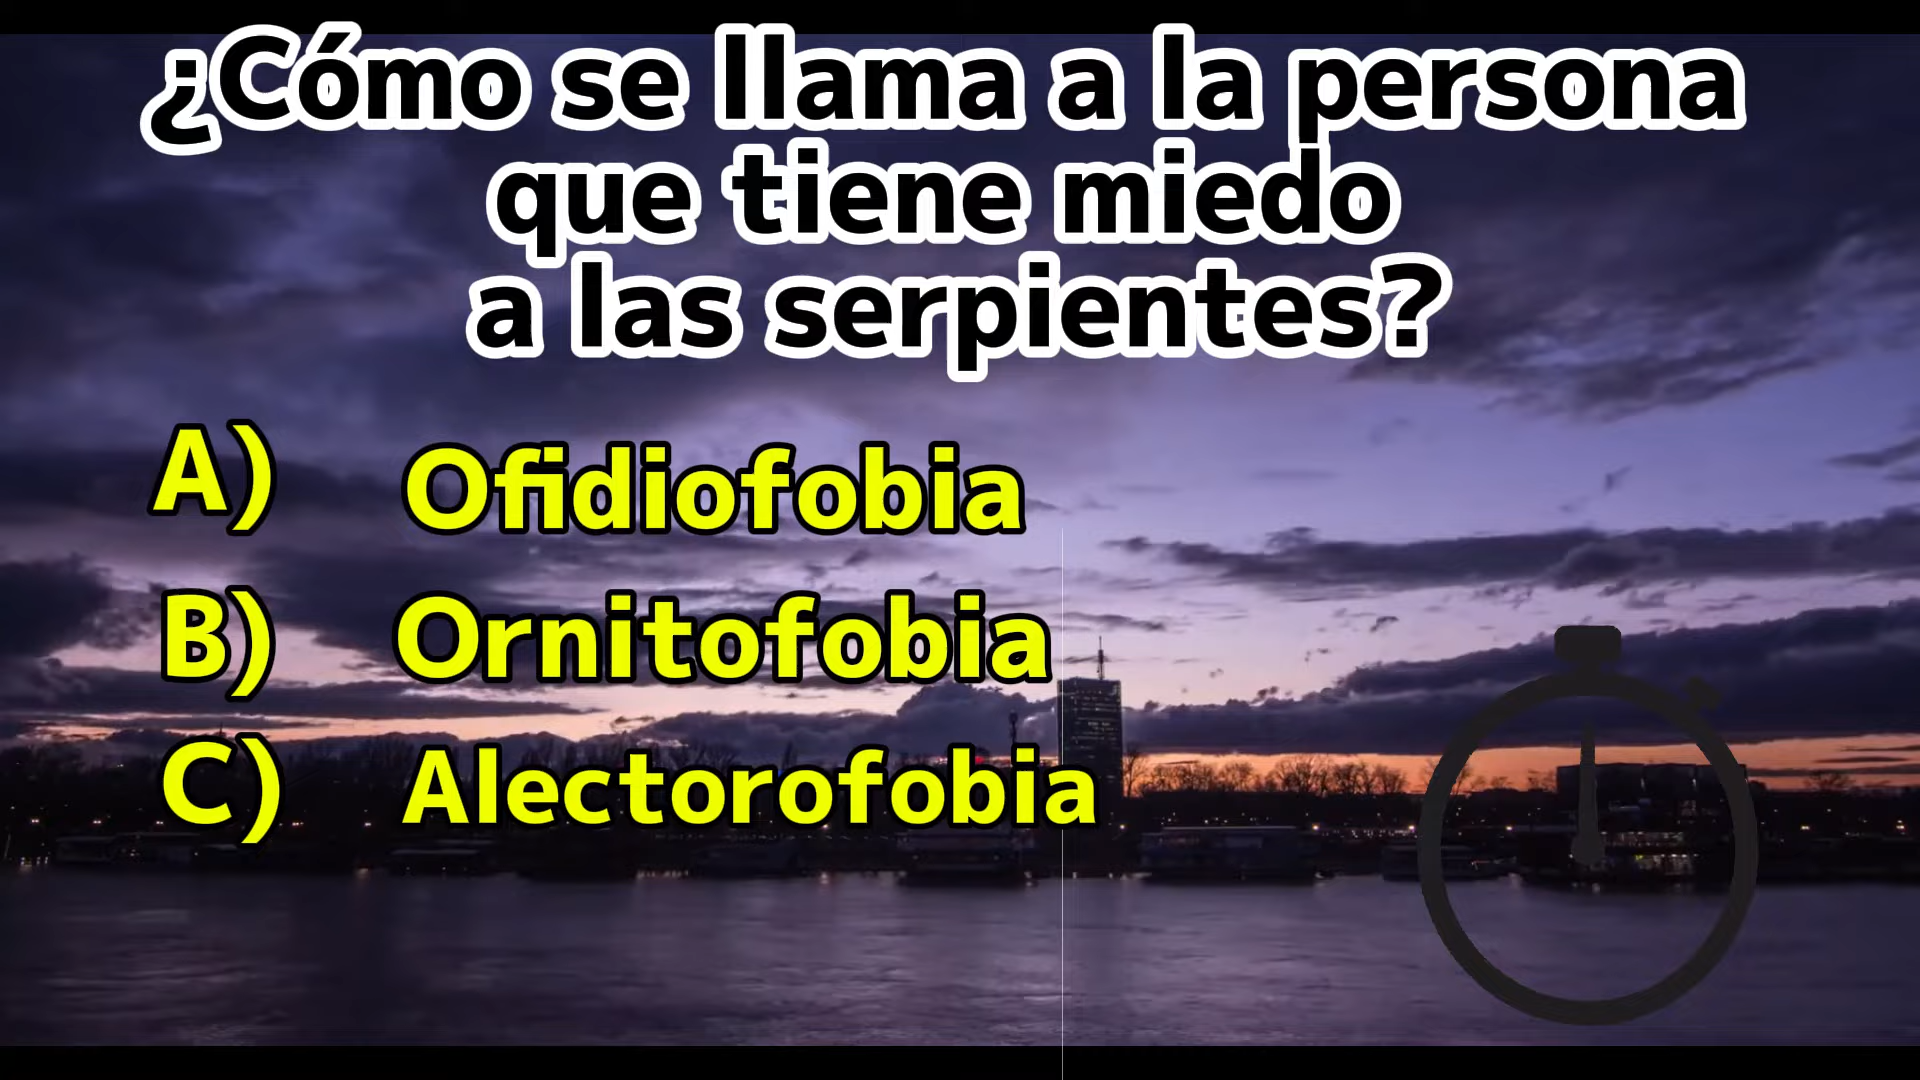 ¿Cómo se llama a la persona
que tiene miedo
a las serpientes?
A) Ofidiofobia
B) Ornitofobia
C) Alectorofobia